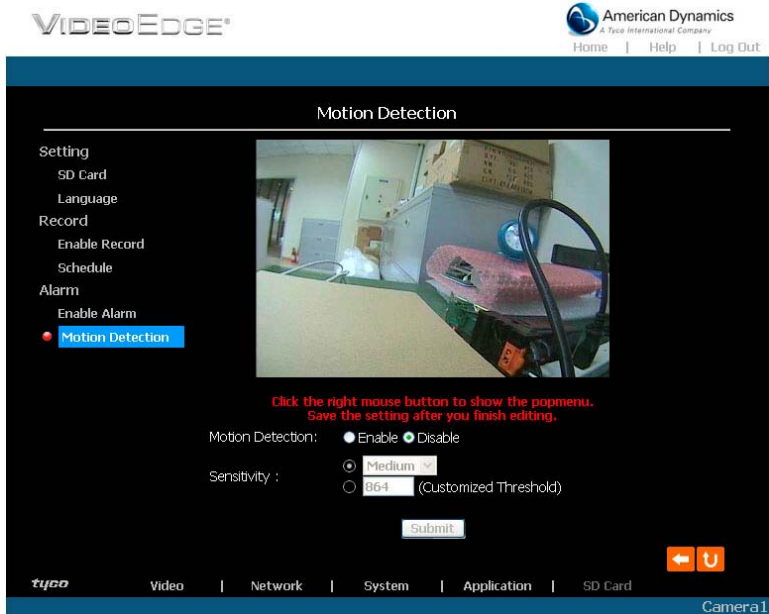 VIDEOEDGE®
American Dynamics
A Tyco International Company
Home | Help | Log Out
Motion Detection
Setting
SD Card
Language
Record
Enable Record
Schedule
Alarm
Enable Alarm
Motion Detection
Click the right mouse button to show the popmenu.
Save the setting after you finish editing.
Motion Detection: Enable Disable
Sensitivity :
Medium
864 (Customized Threshold)
Submit
tyco Video | Network | System | Application | SD Card
Camera1